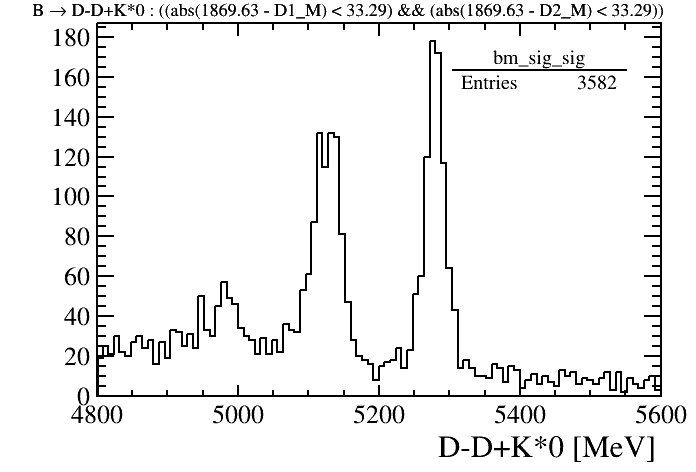 B → D-D+K*0 : ((abs(1869.63 - D1_M) < 33.29) && (abs(1869.63 - D2_M) < 33.29))
bm_sig_sig
Entries 3582
180
160
140
120
100
80
60
40
20
0
4800 5000 5200 5400 5600
D-D+K*0 [MeV]